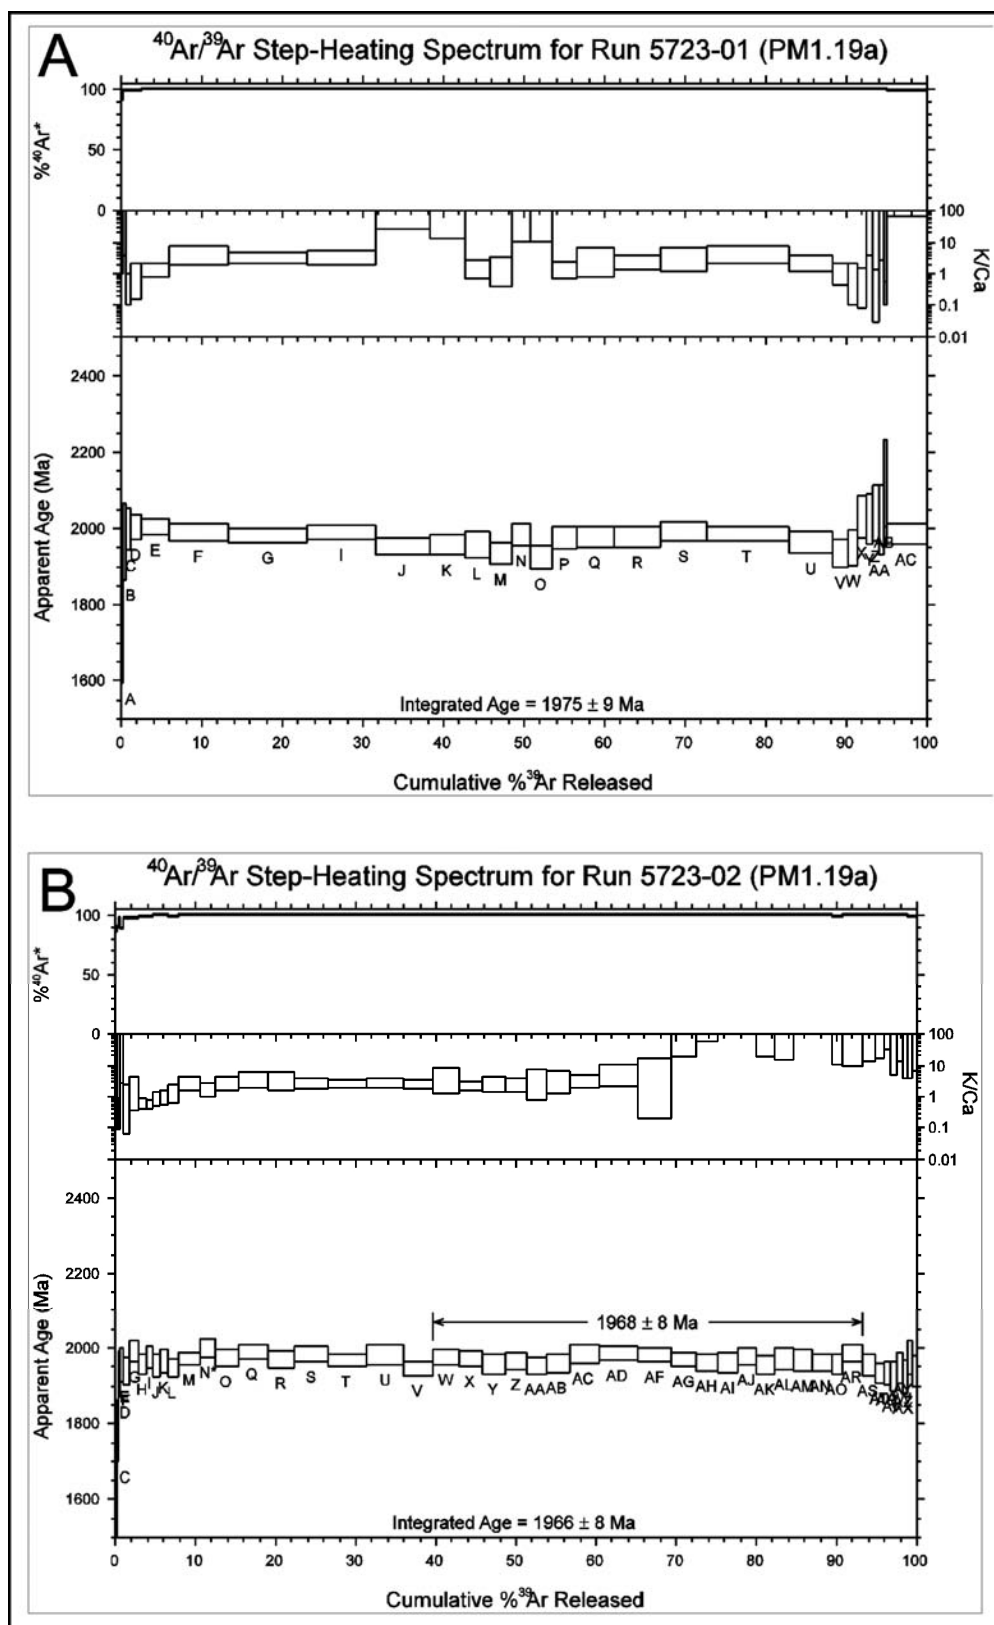 A
40Ar/39Ar Step-Heating Spectrum for Run 5723-01 (PM1.19a)
%40Ar*
100
50
0
100
10
1
0.1
0.01
K/Ca
Apparent Age (Ma)
2400
2200
2000
1800
1600
A
B
C
D
E
F
G
I
J
K
L
M
N
O
P
Q
R
S
T
U
V
W
X
Y
Z
AA
AB
AC
Integrated Age = 1975 ± 9 Ma
0 10 20 30 40 50 60 70 80 90 100
Cumulative %39Ar Released
B
40Ar/39Ar Step-Heating Spectrum for Run 5723-02 (PM1.19a)
%40Ar*
100
50
0
100
10
1
0.1
0.01
K/Ca
Apparent Age (Ma)
2400
2200
2000
1800
1600
1968 ± 8 Ma
C
D
G
H
I
J
K
L
M
N*
O
Q
R
S
T
U
V
W
X
Y
Z
AA
AB
AC
AD
AF
AG
AH
AI
AJ
AK
AL
AM
AN
AO
AR
AS
Integrated Age = 1966 ± 8 Ma
0 10 20 30 40 50 60 70 80 90 100
Cumulative %39Ar Released